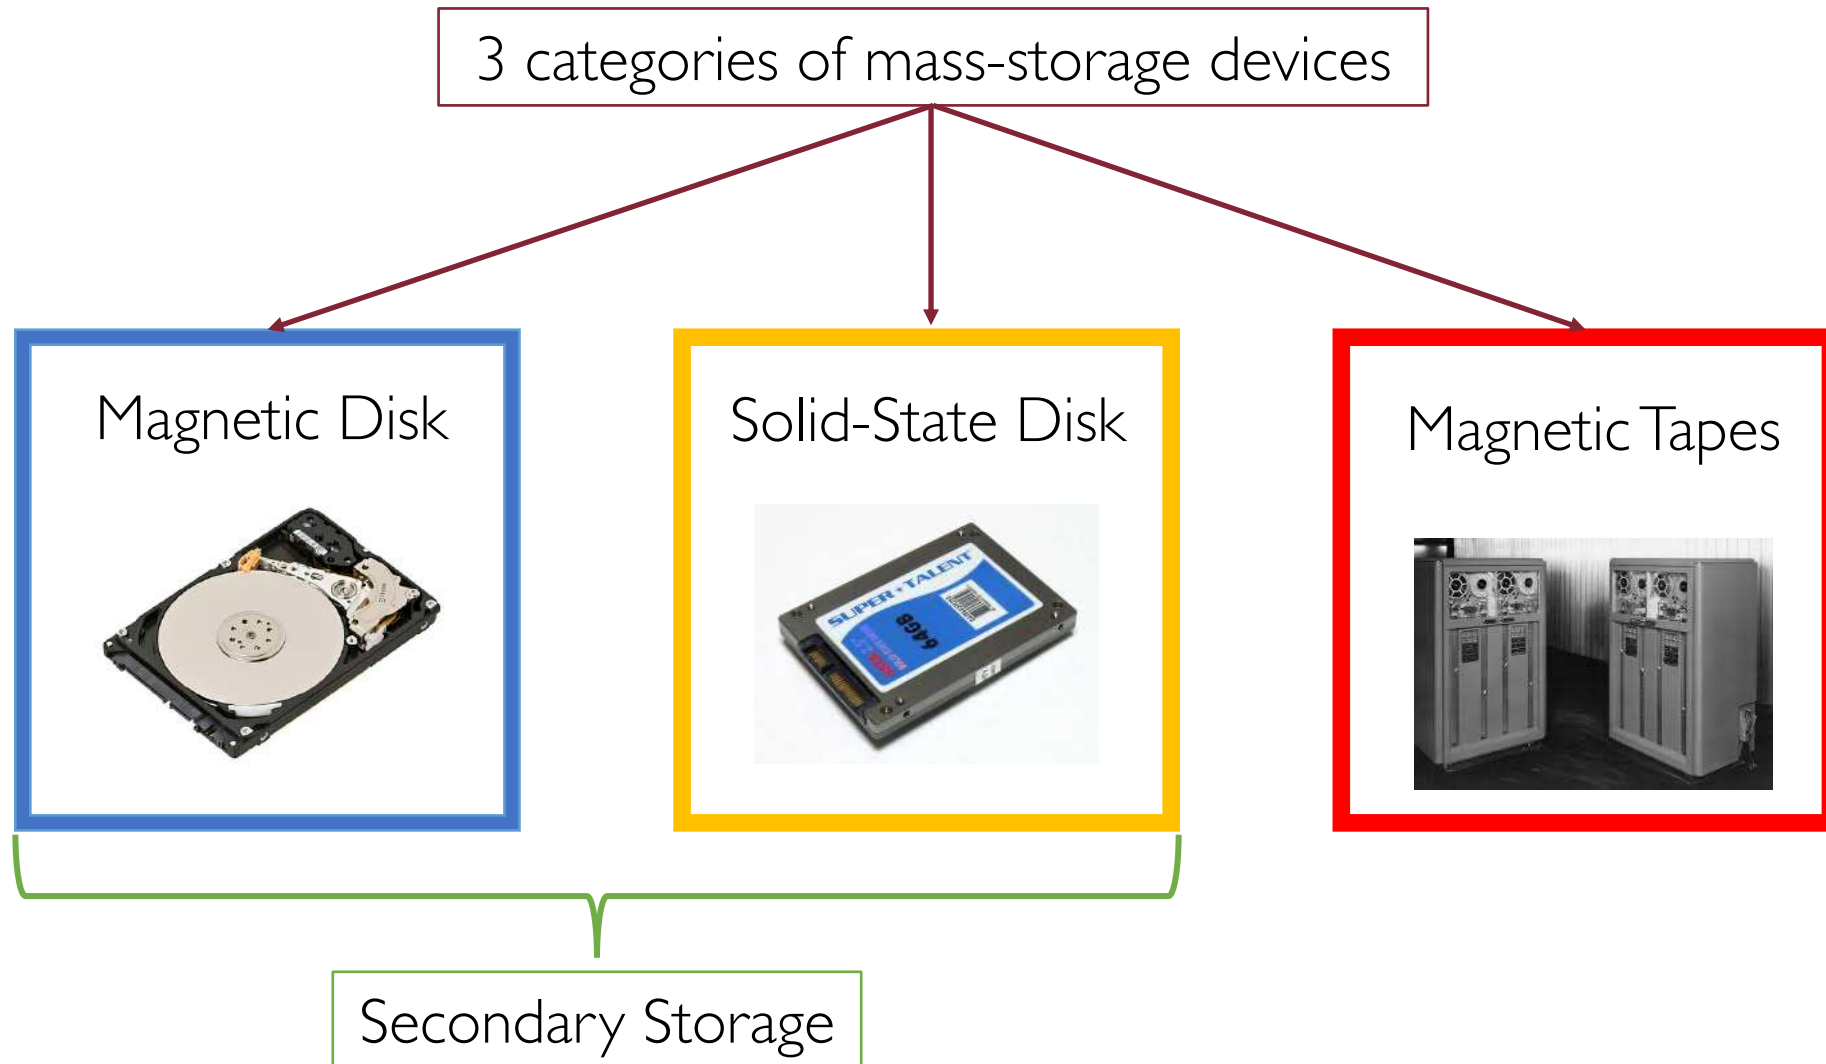 3 categories of mass-storage devices
Magnetic Disk
Solid-State Disk
Magnetic Tapes
SUPER+TALENT
64GB
Secondary Storage